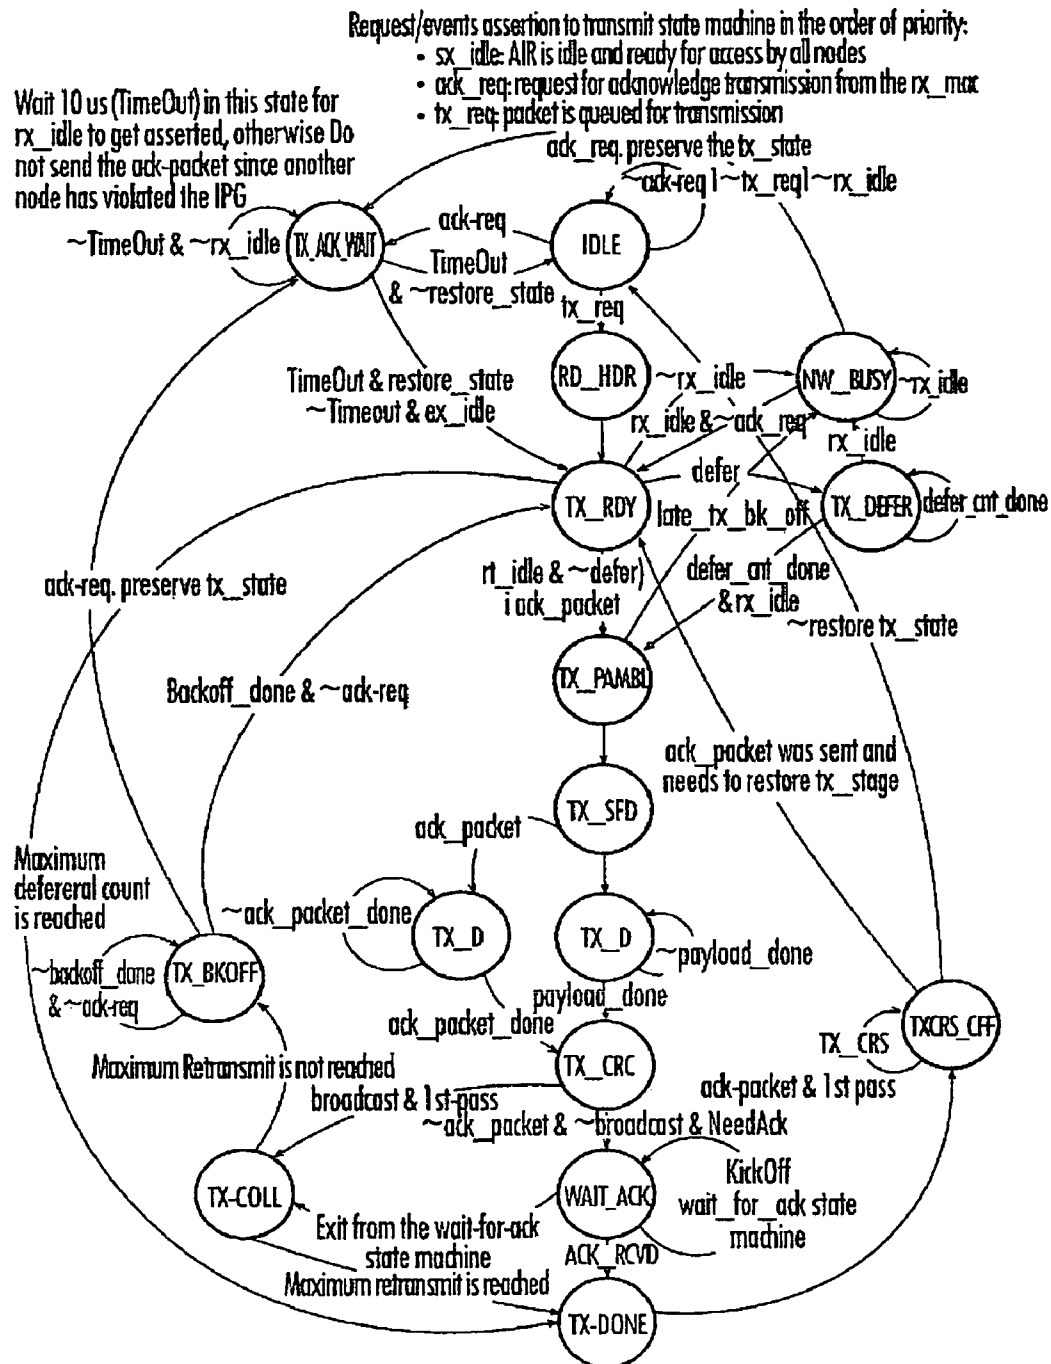 Request/events assertion to transmit state machine in the order of priority:
• sx_idle: AIR is idle and ready for access by all nodes
• ack_req: request for acknowledge transmission from the rx_mac
• tx_req: packet is queued for transmission
Wait 10 us (TimeOut) in this state for
rx_idle to get asserted, otherwise Do
not send the ack-packet since another
node has violated the IPG
ack_req. preserve the tx_state
~ack-req | ~tx_req | ~rx_idle
~TimeOut & ~rx_idle
TX_ACK_WAIT
ack-req
IDLE
TimeOut
& ~restore_state
tx_req
TimeOut & restore_state
~Timeout & ex_idle
RD_HDR
~rx_idle
NW_BUSY
~rx_idle
rx_idle & ~ack_req
rx_idle
defer
TX_RDY
late_tx_bk_off
TX_DEFER
defer_cnt_done
rt_idle & ~defer)
i ack_packet
defer_cnt_done
& rx_idle
~restore tx_state
ack-req. preserve tx_state
TX_PAMBL
Backoff_done & ~ack-req
ack_packet was sent and
needs to restore tx_stage
TX_SFD
ack_packet
Maximum
defereral count
is reached
~ack_packet_done
TX_D
TX_D
~payload_done
~backoff_done
& ~ack-req
TX_BKOFF
payload_done
ack_packet_done
TXCRS_CFF
TX_CRS
TX_CRC
Maximum Retransmit is not reached
broadcast & 1st-pass
ack-packet & 1st pass
~ack_packet & ~broadcast & NeedAck
TX-COLL
WAIT_ACK
KickOff
wait_for_ack state
machine
Exit from the wait-for-ack
state machine
ACK_RCVD
Maximum retransmit is reached
TX-DONE